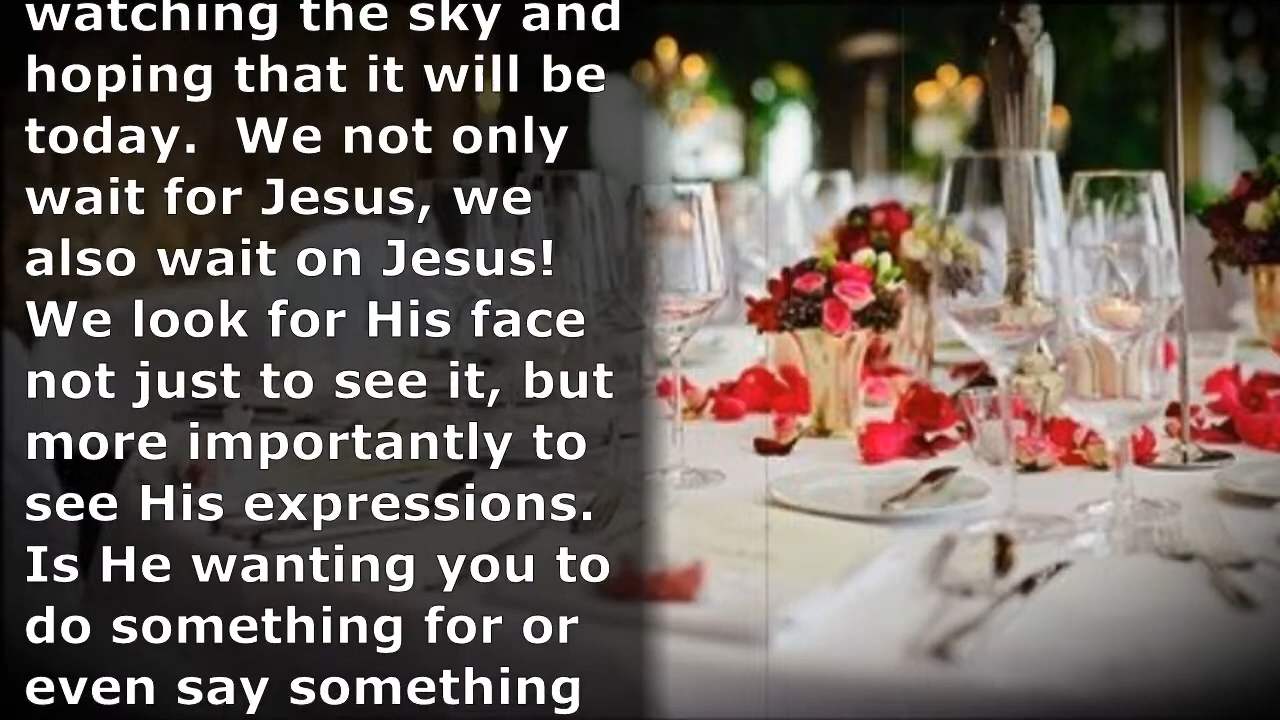 watching the sky and
hoping that it will be
today.  We not only
wait for Jesus, we
also wait on Jesus!
We look for His face
not just to see it, but
more importantly to
see His expressions.
Is He wanting you to
do something for or
even say something